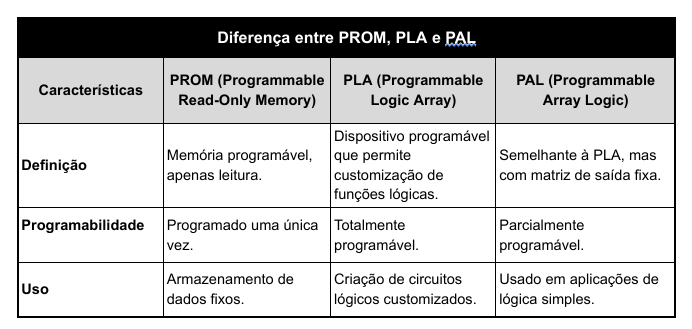 Diferença entre PROM, PLA e PAL
Características
PROM (Programmable
Read-Only Memory)
PLA (Programmable
Logic Array)
PAL (Programmable
Array Logic)
Definição
Memória programável,
apenas leitura.
Dispositivo programável
que permite
customização de
funções lógicas.
Semelhante à PLA, mas
com matriz de saída fixa.
Programabilidade
Programado uma única
vez.
Totalmente
programável.
Parcialmente
programável.
Uso
Armazenamento de
dados fixos.
Criação de circuitos
lógicos customizados.
Usado em aplicações de
lógica simples.